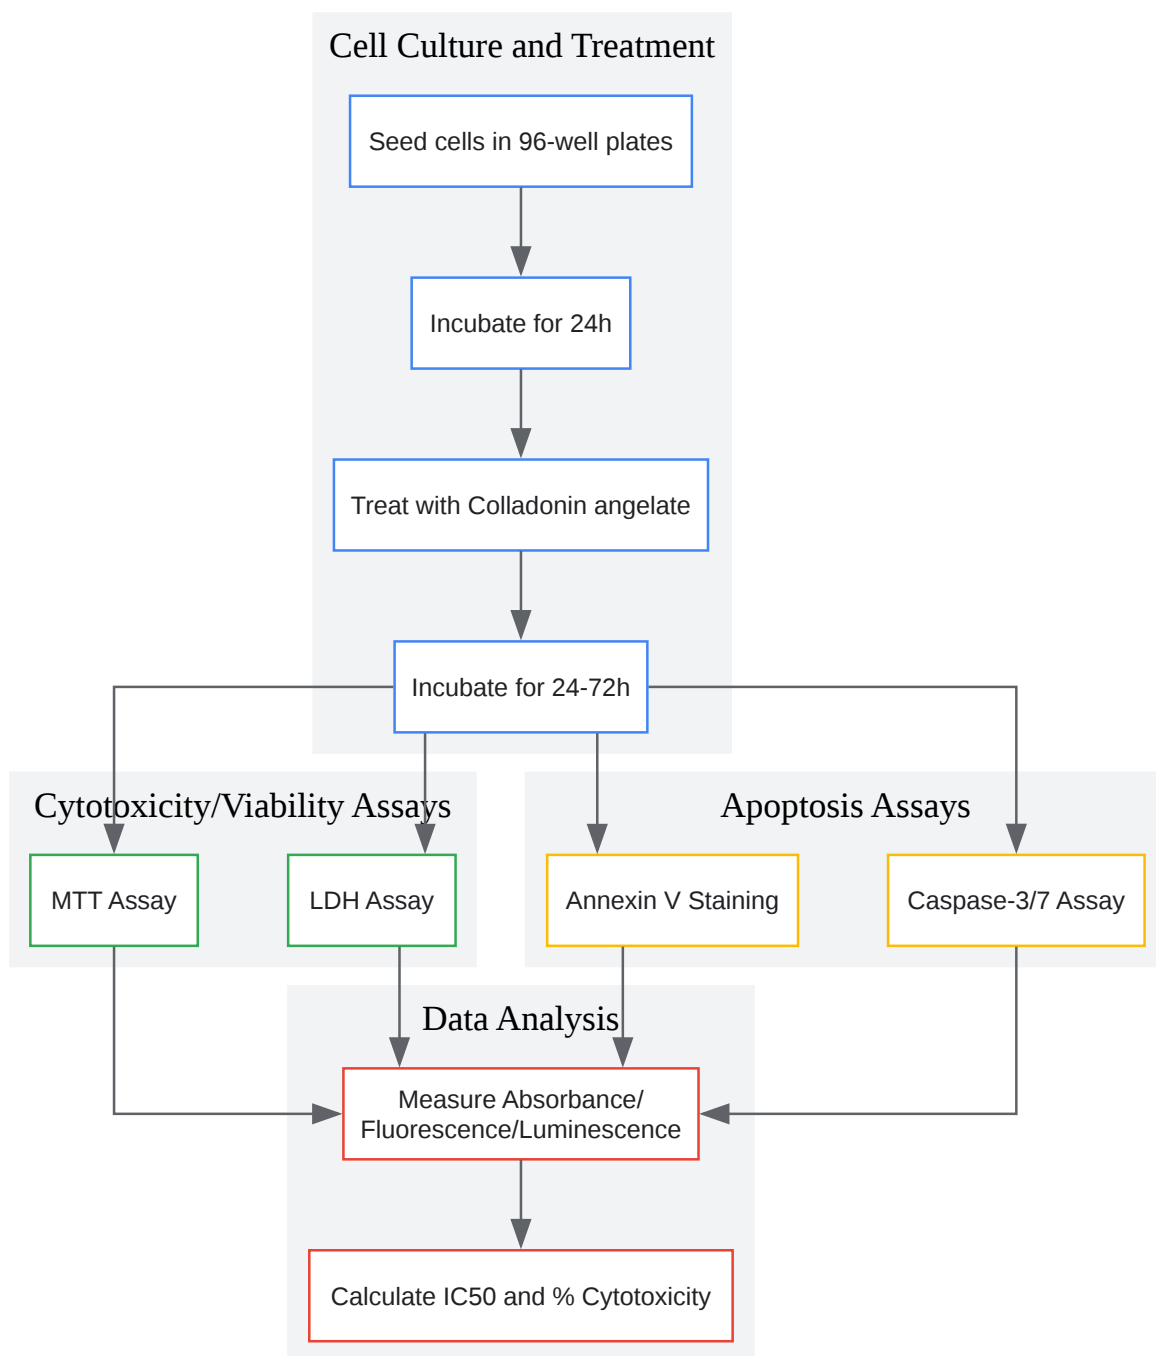 Cell Culture and Treatment
Seed cells in 96-well plates
Incubate for 24h
Treat with Colladonin angelate
Incubate for 24-72h
Cytotoxicity/Viability Assays
Apoptosis Assays
MTT Assay
LDH Assay
Annexin V Staining
Caspase-3/7 Assay
Data Analysis
Measure Absorbance/
Fluorescence/Luminescence
Calculate IC50 and % Cytotoxicity